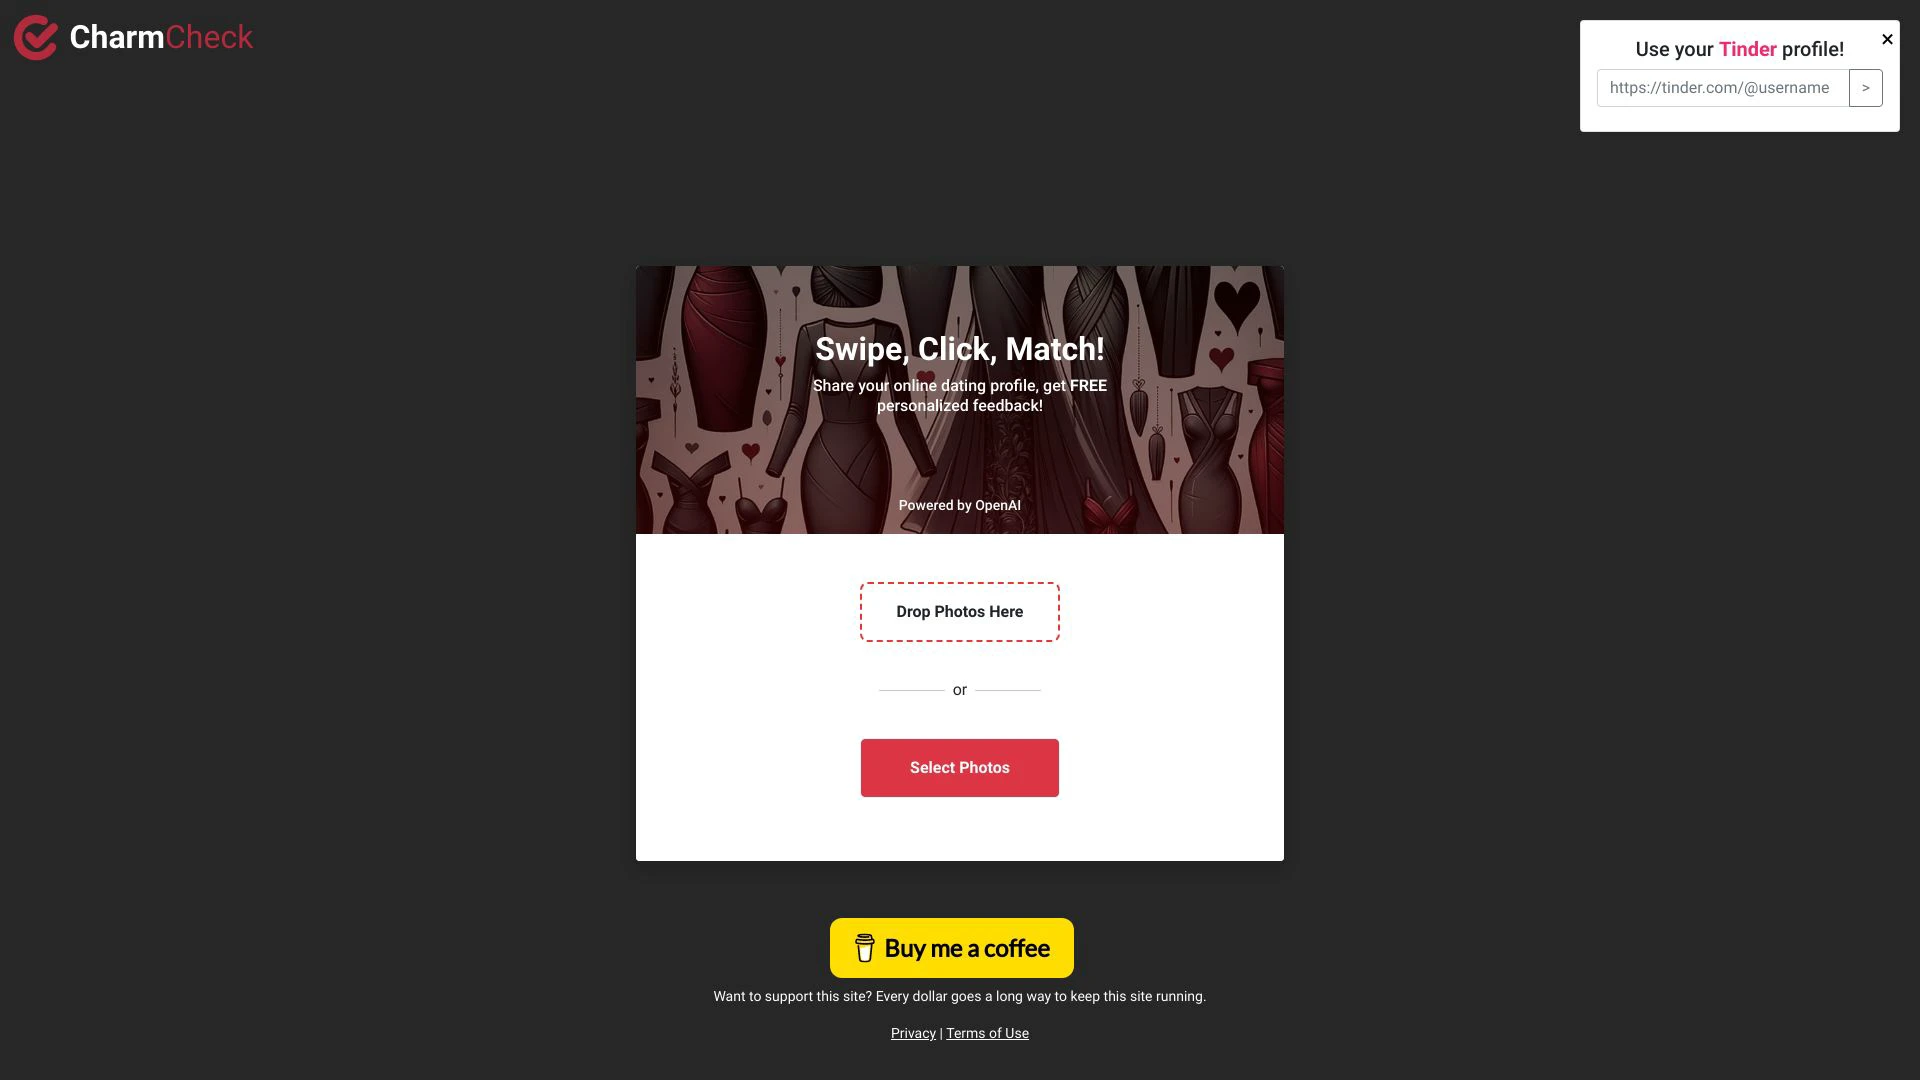 CharmCheck
Use your Tinder profile!
https://tinder.com/@username >
Swipe, Click, Match!
Share your online dating profile, get FREE
personalized feedback!
Powered by OpenAI
Drop Photos Here
or
Select Photos
Buy me a coffee
Want to support this site? Every dollar goes a long way to keep this site running.
Privacy | Terms of Use